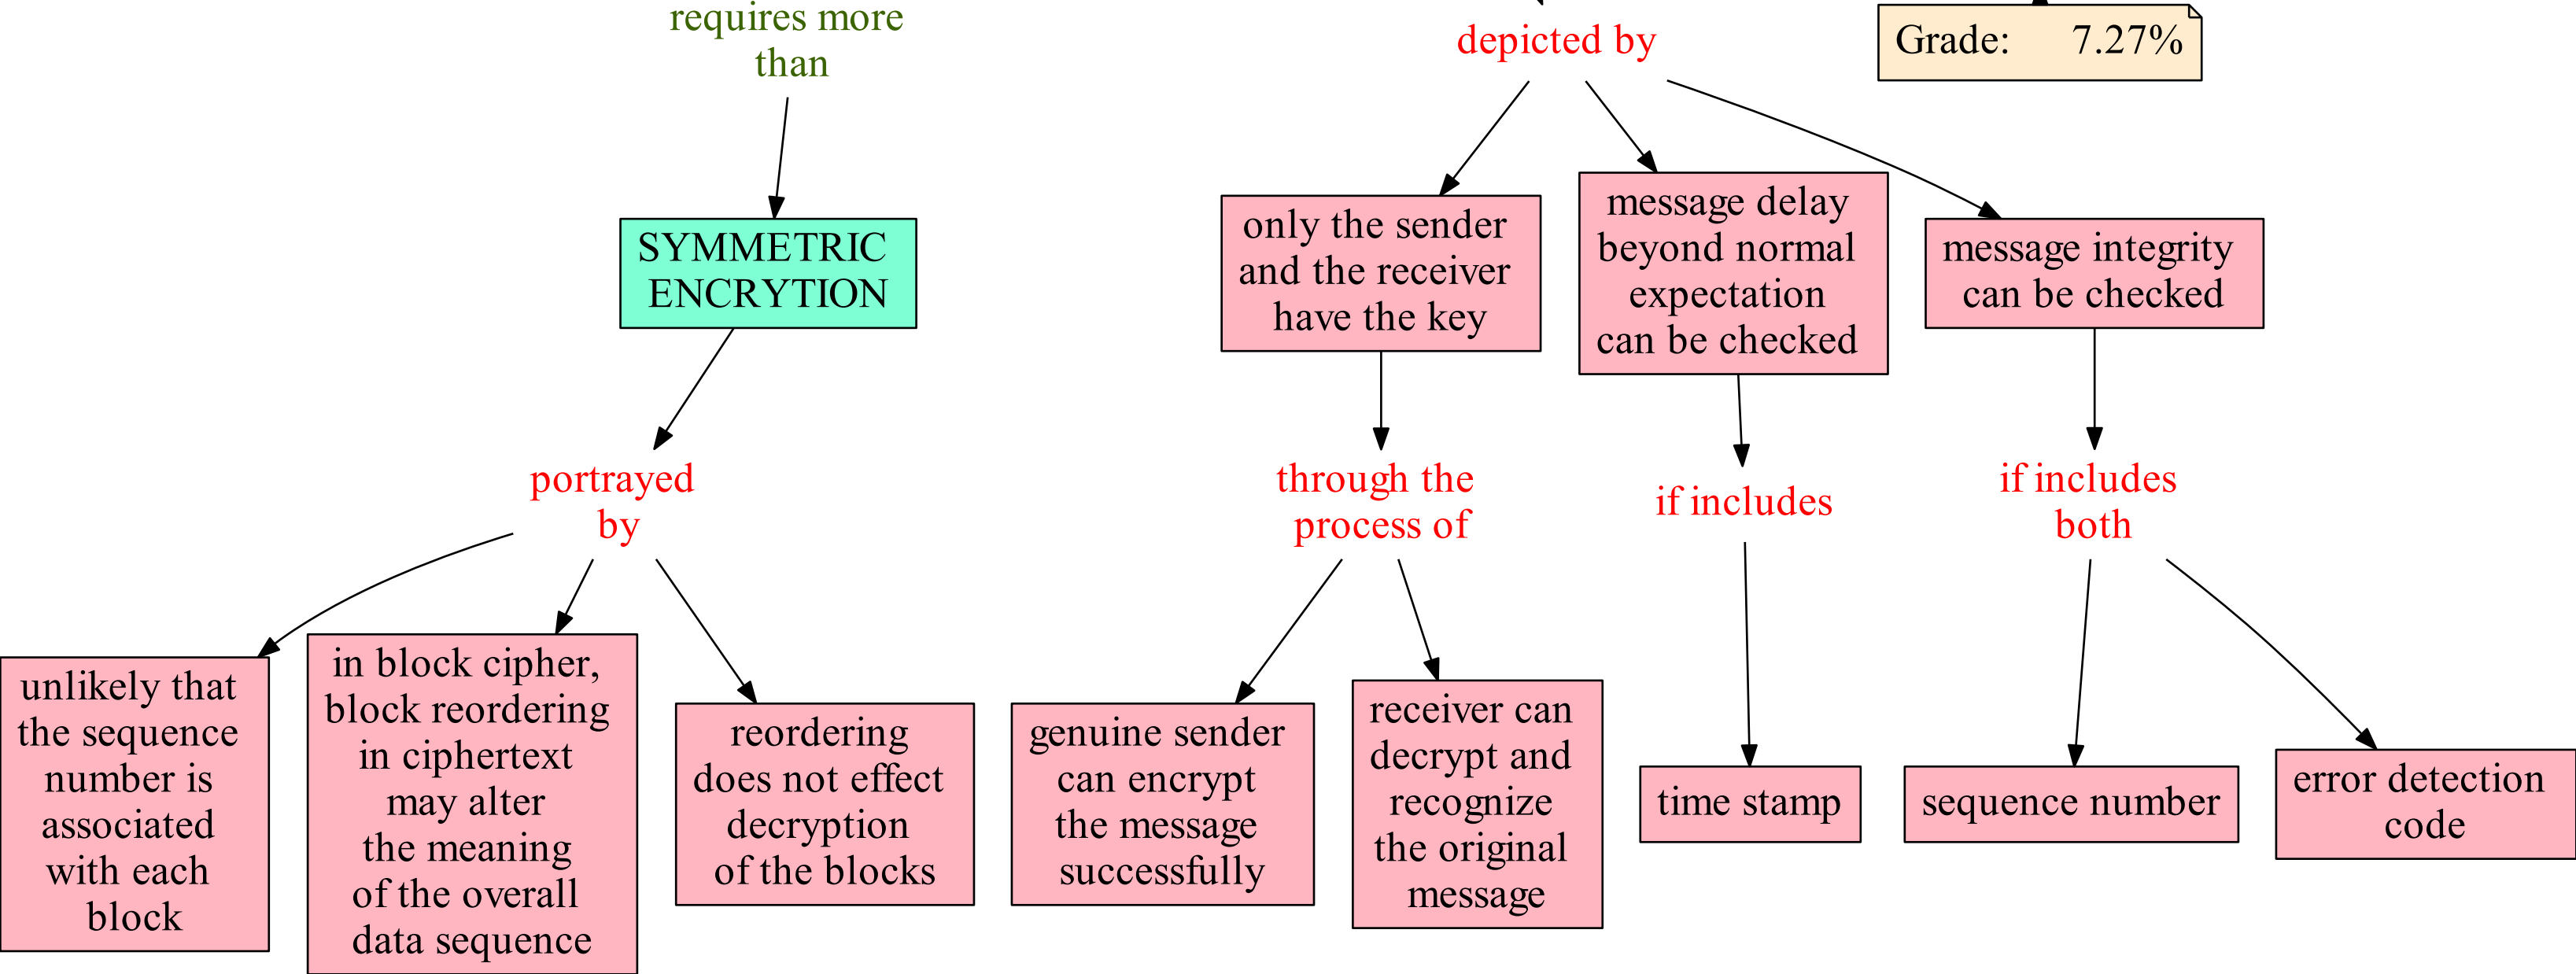 requires more
than
depicted by
Grade: 7.27%
SYMMETRIC
ENCRYTION
only the sender
and the receiver
have the key
message delay
beyond normal
expectation
can be checked
message integrity
can be checked
portrayed
by
through the
process of
if includes
if includes
both
unlikely that
the sequence
number is
associated
with each
block
in block cipher,
block reordering
in ciphertext
may alter
the meaning
of the overall
data sequence
reordering
does not effect
decryption
of the blocks
genuine sender
can encrypt
the message
successfully
receiver can
decrypt and
recognize
the original
message
time stamp
sequence number
error detection
code